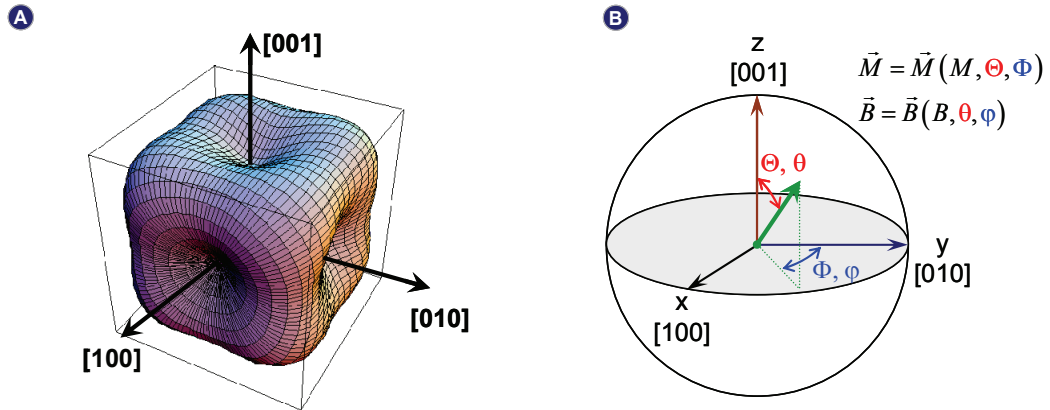 A
[001]
[010]
[100]
B
z
[001]
M⃗ = M⃗(M, Θ, Φ)
B⃗ = B⃗(B, θ, φ)
Θ, θ
y
[010]
Φ, φ
x
[100]